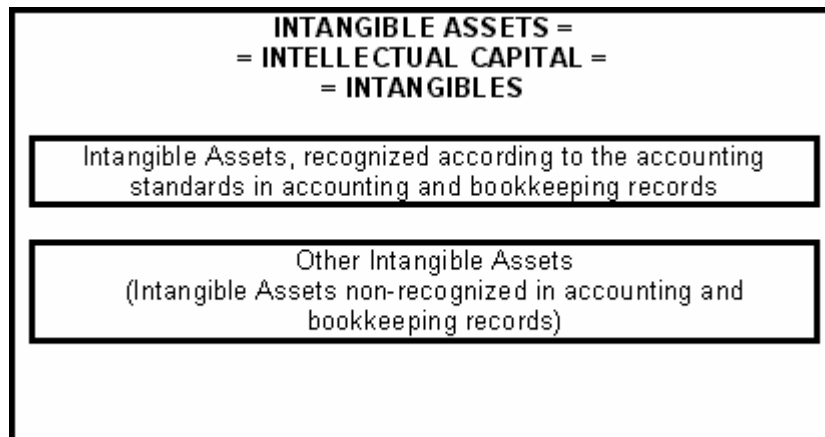 INTANGIBLE ASSETS =
= INTELLECTUAL CAPITAL =
= INTANGIBLES
Intangible Assets, recognized according to the accounting
standards in accounting and bookkeeping records
Other Intangible Assets
(Intangible Assets non-recognized in accounting and
bookkeeping records)